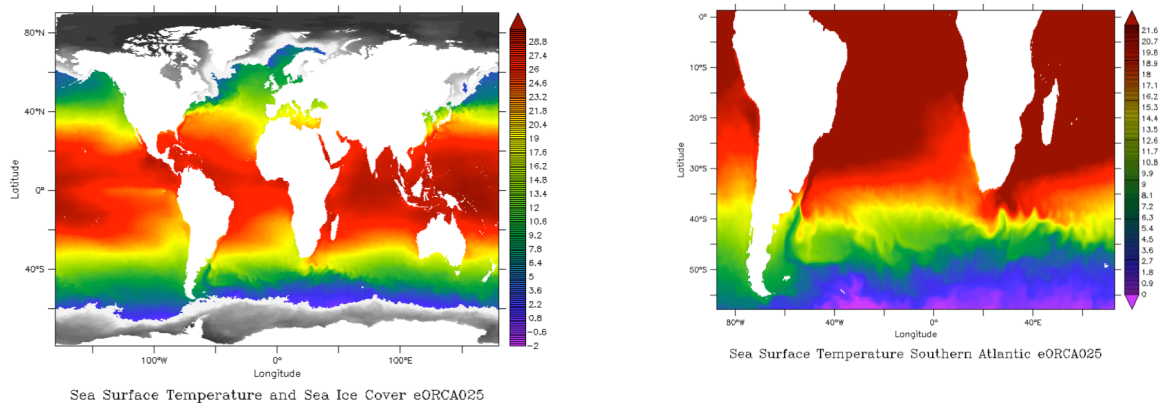 80°N
40°N
0°
40°S
Latitude
100°W
0°
100°E
Longitude
28.8
27.4
26
24.6
23.2
21.8
20.4
19
17.6
16.2
14.8
13.4
12
10.6
9.2
7.8
6.4
5
3.6
2.2
0.8
-0.6
-2
Sea Surface Temperature and Sea Ice Cover eORCA025
20°S
30°S
40°S
50°S
Latitude
80°W
40°W
0°
40°E
Longitude
21.6
20.7
19.8
18.9
18
17.1
16.2
15.3
14.4
13.5
12.6
11.7
10.8
9.9
9
8.1
7.2
6.3
5.4
4.5
3.6
2.7
1.8
0.9
0
Sea Surface Temperature Southern Atlantic eORCA025